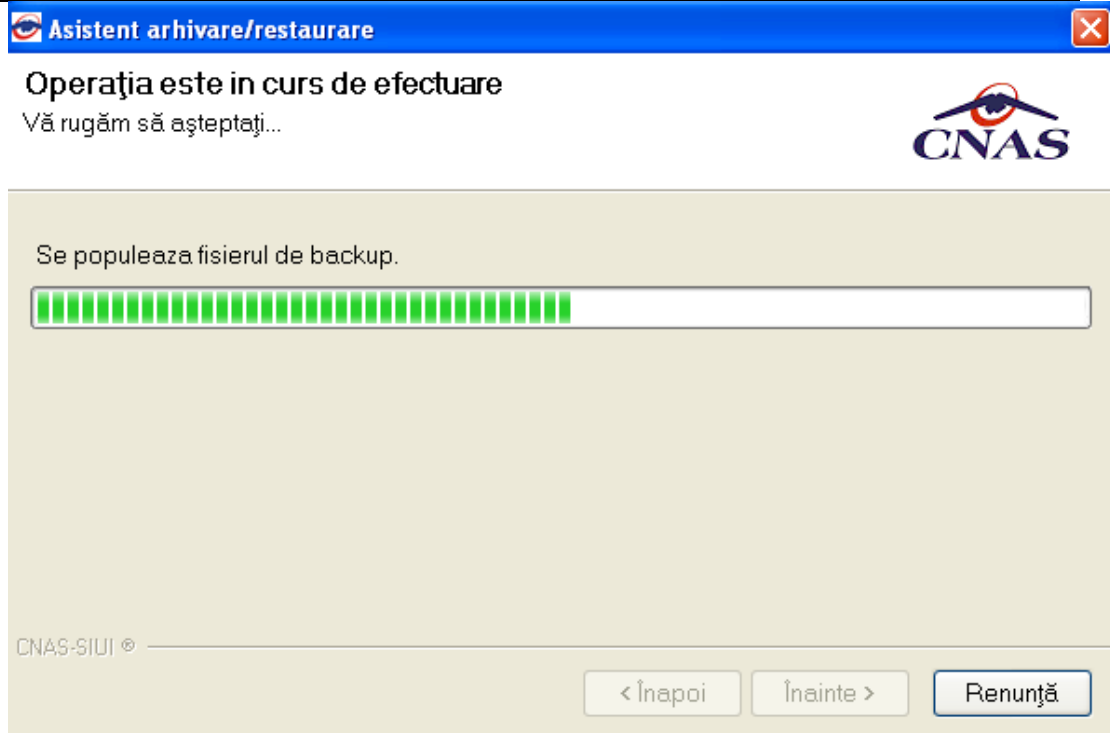 Asistent arhivare/restaurare
Operaţia este in curs de efectuare
Vă rugăm să aşteptaţi...
CNAS
Se populeaza fisierul de backup.
CNAS-SIUI ®
< Înapoi
Înainte >
Renunţă